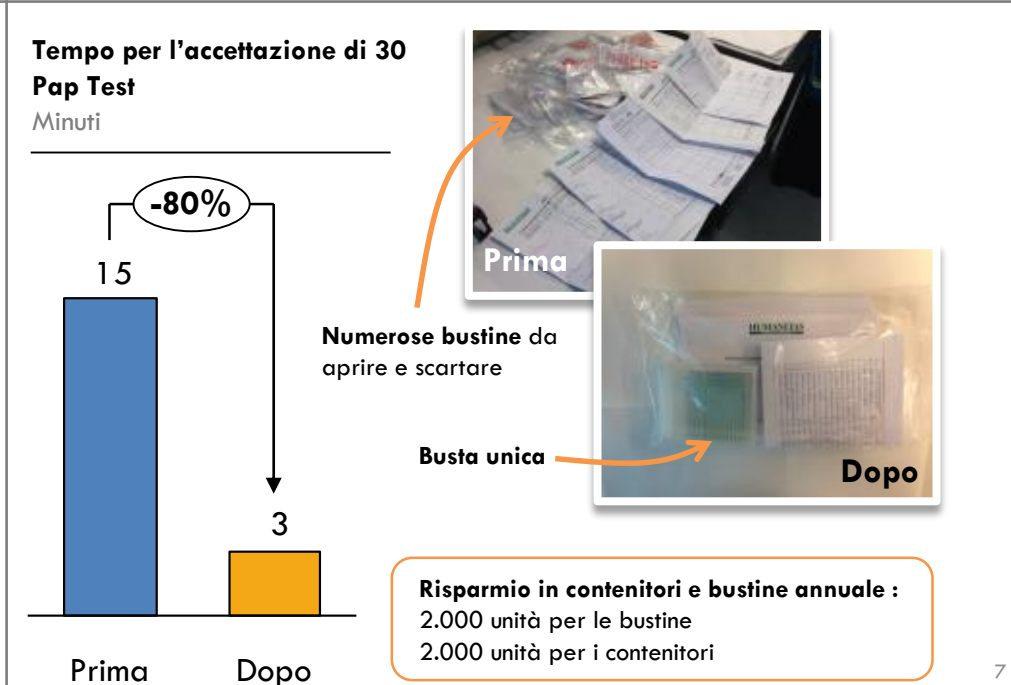 Tempo per l'accettazione di 30
Pap Test
Minuti
-80%
15
3
Prima
Dopo
Prima
Numerose bustine da
aprire e scartare
HUMANITAS
Busta unica
Dopo
Risparmio in contenitori e bustine annuale :
2.000 unità per le bustine
2.000 unità per i contenitori
7